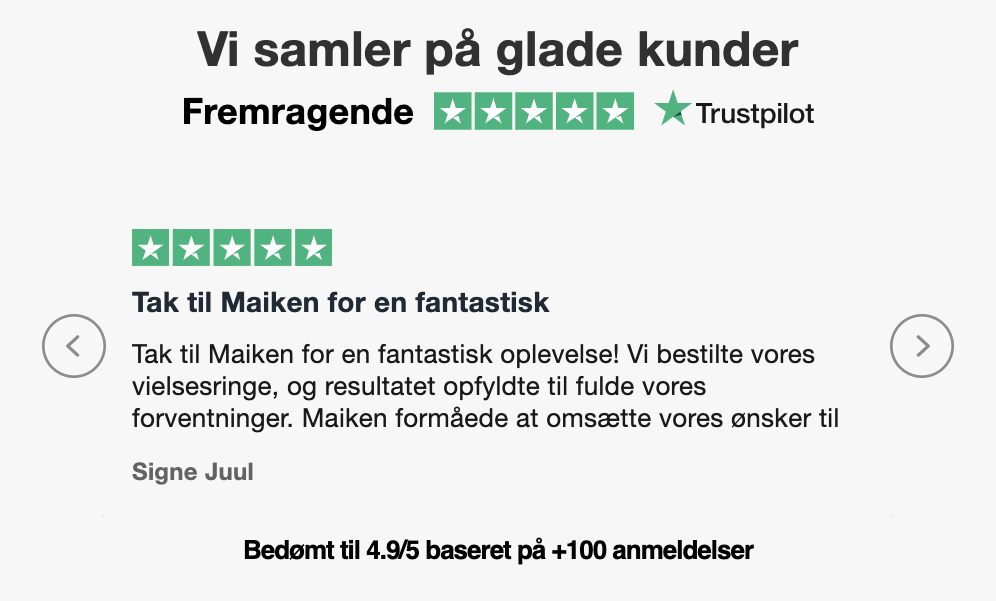 Vi samler på glade kunder
Fremragende Trustpilot
Tak til Maiken for en fantastisk
Tak til Maiken for en fantastisk oplevelse! Vi bestilte vores
vielsesringe, og resultatet opfyldte til fulde vores
forventninger. Maiken formåede at omsætte vores ønsker til
Signe Juul
Bedømt til 4.9/5 baseret på +100 anmeldelser